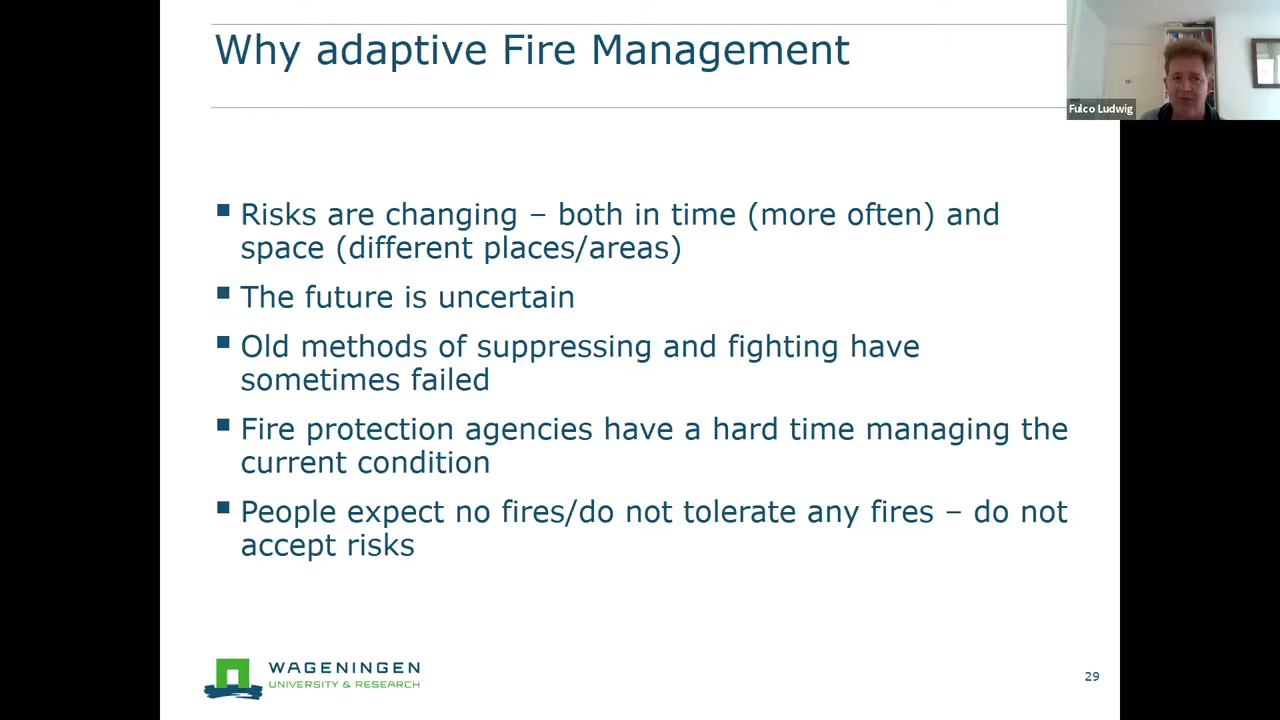 Why adaptive Fire Management
Fulco Ludwig
Risks are changing – both in time (more often) and
space (different places/areas)
The future is uncertain
Old methods of suppressing and fighting have
sometimes failed
Fire protection agencies have a hard time managing the
current condition
People expect no fires/do not tolerate any fires – do not
accept risks
WAGENINGEN
UNIVERSITY & RESEARCH
29